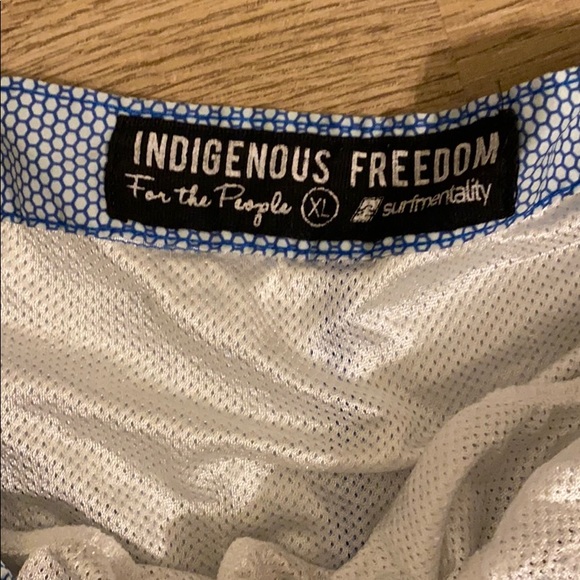 INDIGENOUS FREEDOM
For the People XL surfmentality